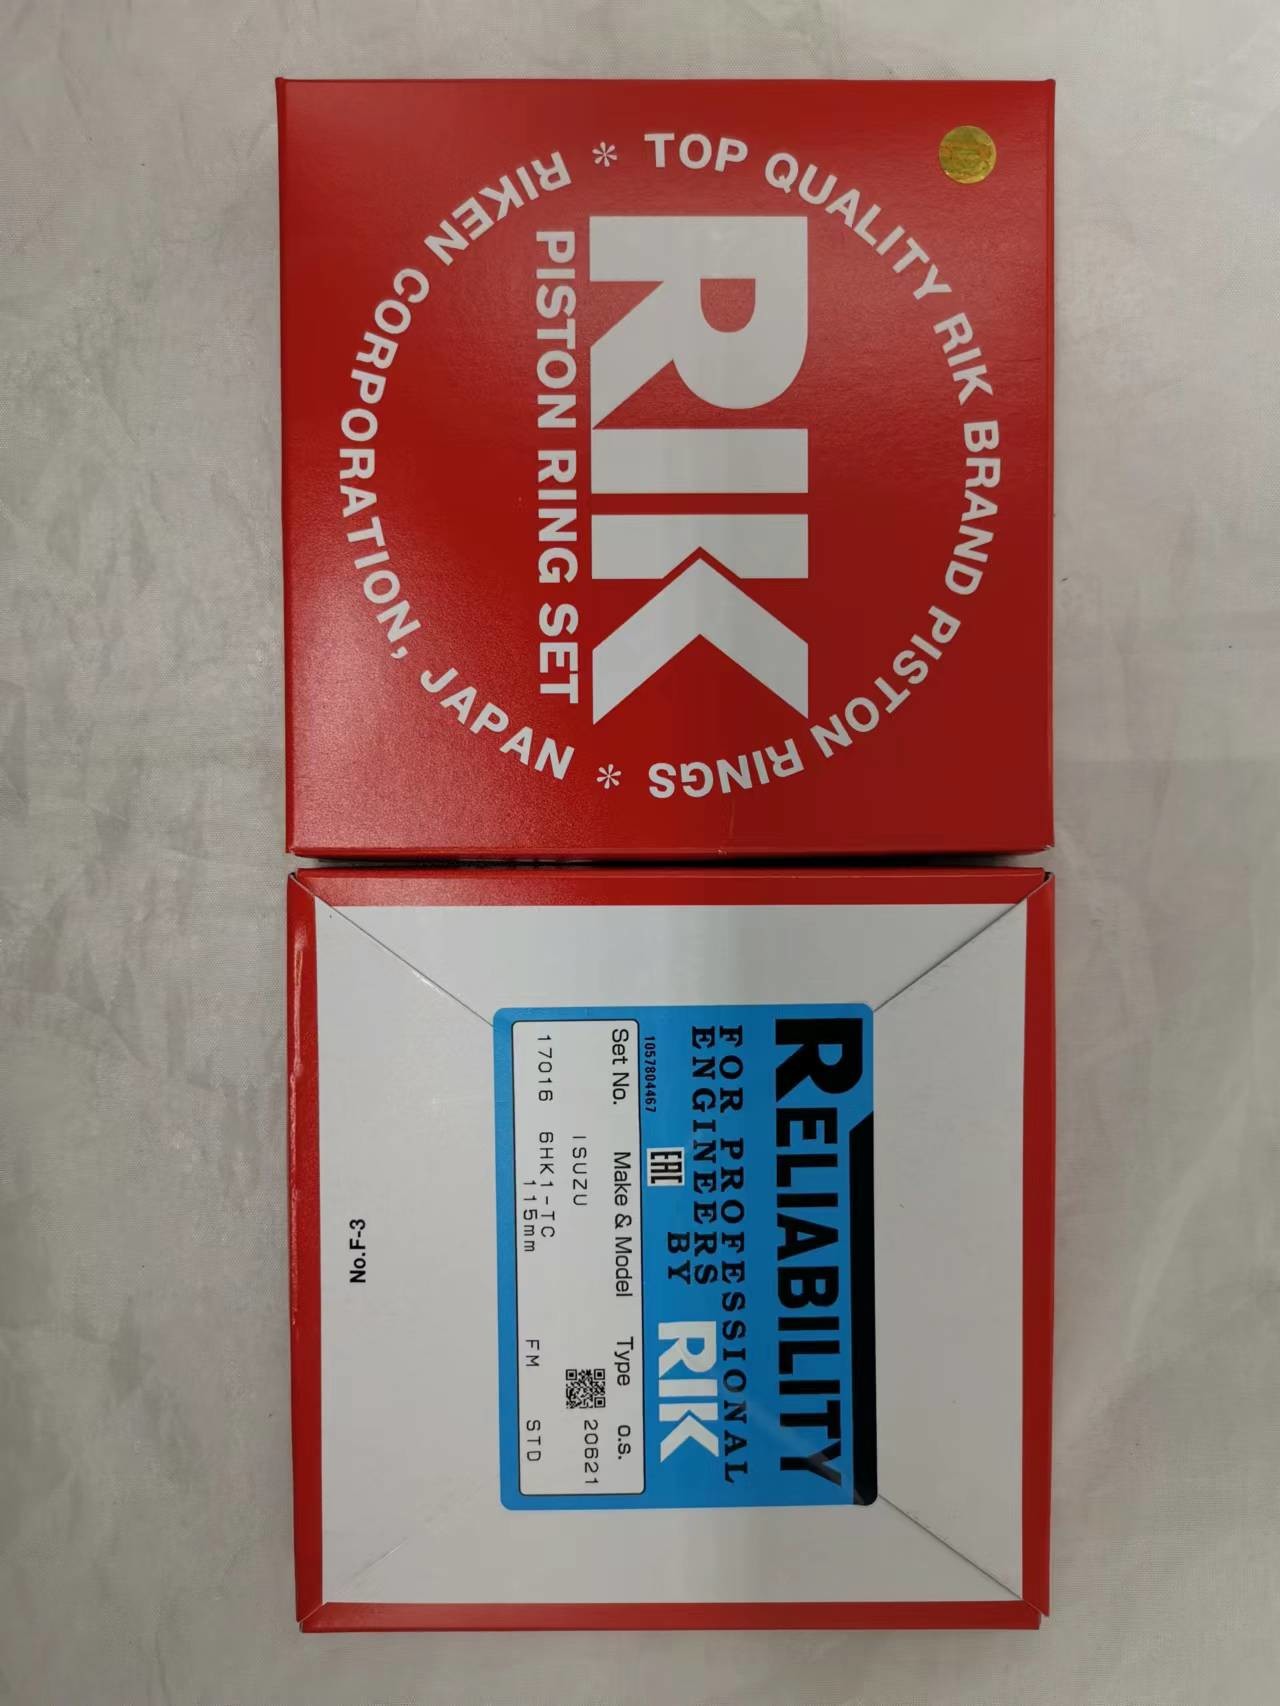 * TOP QUALITY RIK BRAND PISTON RINGS *
RIK
PISTON RING SET
RIKEN CORPORATION, JAPAN
RELIABILITY
FOR PROFESSIONAL
ENGINEERS
BY RIK
1057804467
EAC
Set No. Make & Model Type O.S.
20621
ISUZU
17016 6HK1-TC FM STD
115mm
No.F-3